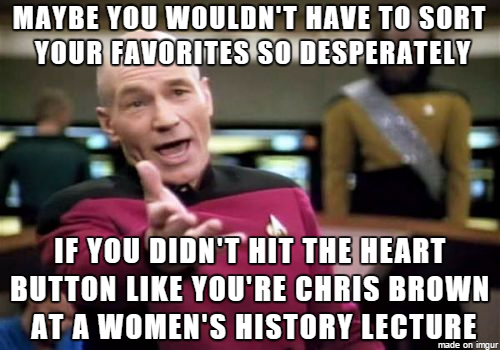 MAYBE YOU WOULDN'T HAVE TO SORT
YOUR FAVORITES SO DESPERATELY
IF YOU DIDN'T HIT THE HEART
BUTTON LIKE YOU'RE CHRIS BROWN
AT A WOMEN'S HISTORY LECTURE
made on imgur